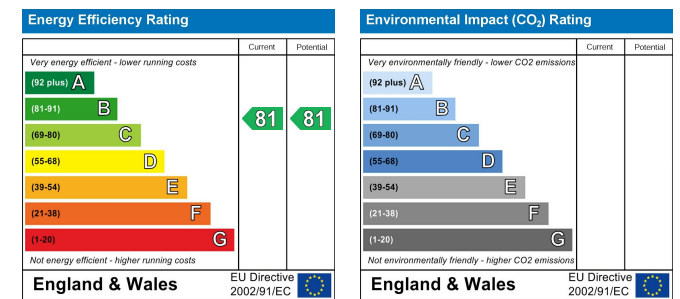 Energy Efficiency Rating
Current Potential
Very energy efficient - lower running costs
(92 plus) A
(81-91) B
81 81
(69-80) C
(55-68) D
(39-54) E
(21-38) F
(1-20) G
Not energy efficient - higher running costs
England & Wales
EU Directive
2002/91/EC
Environmental Impact (CO2) Rating
Current Potential
Very environmentally friendly - lower CO2 emissions
(92 plus) A
(81-91) B
(69-80) C
(55-68) D
(39-54) E
(21-38) F
(1-20) G
Not environmentally friendly - higher CO2 emissions
England & Wales
EU Directive
2002/91/EC